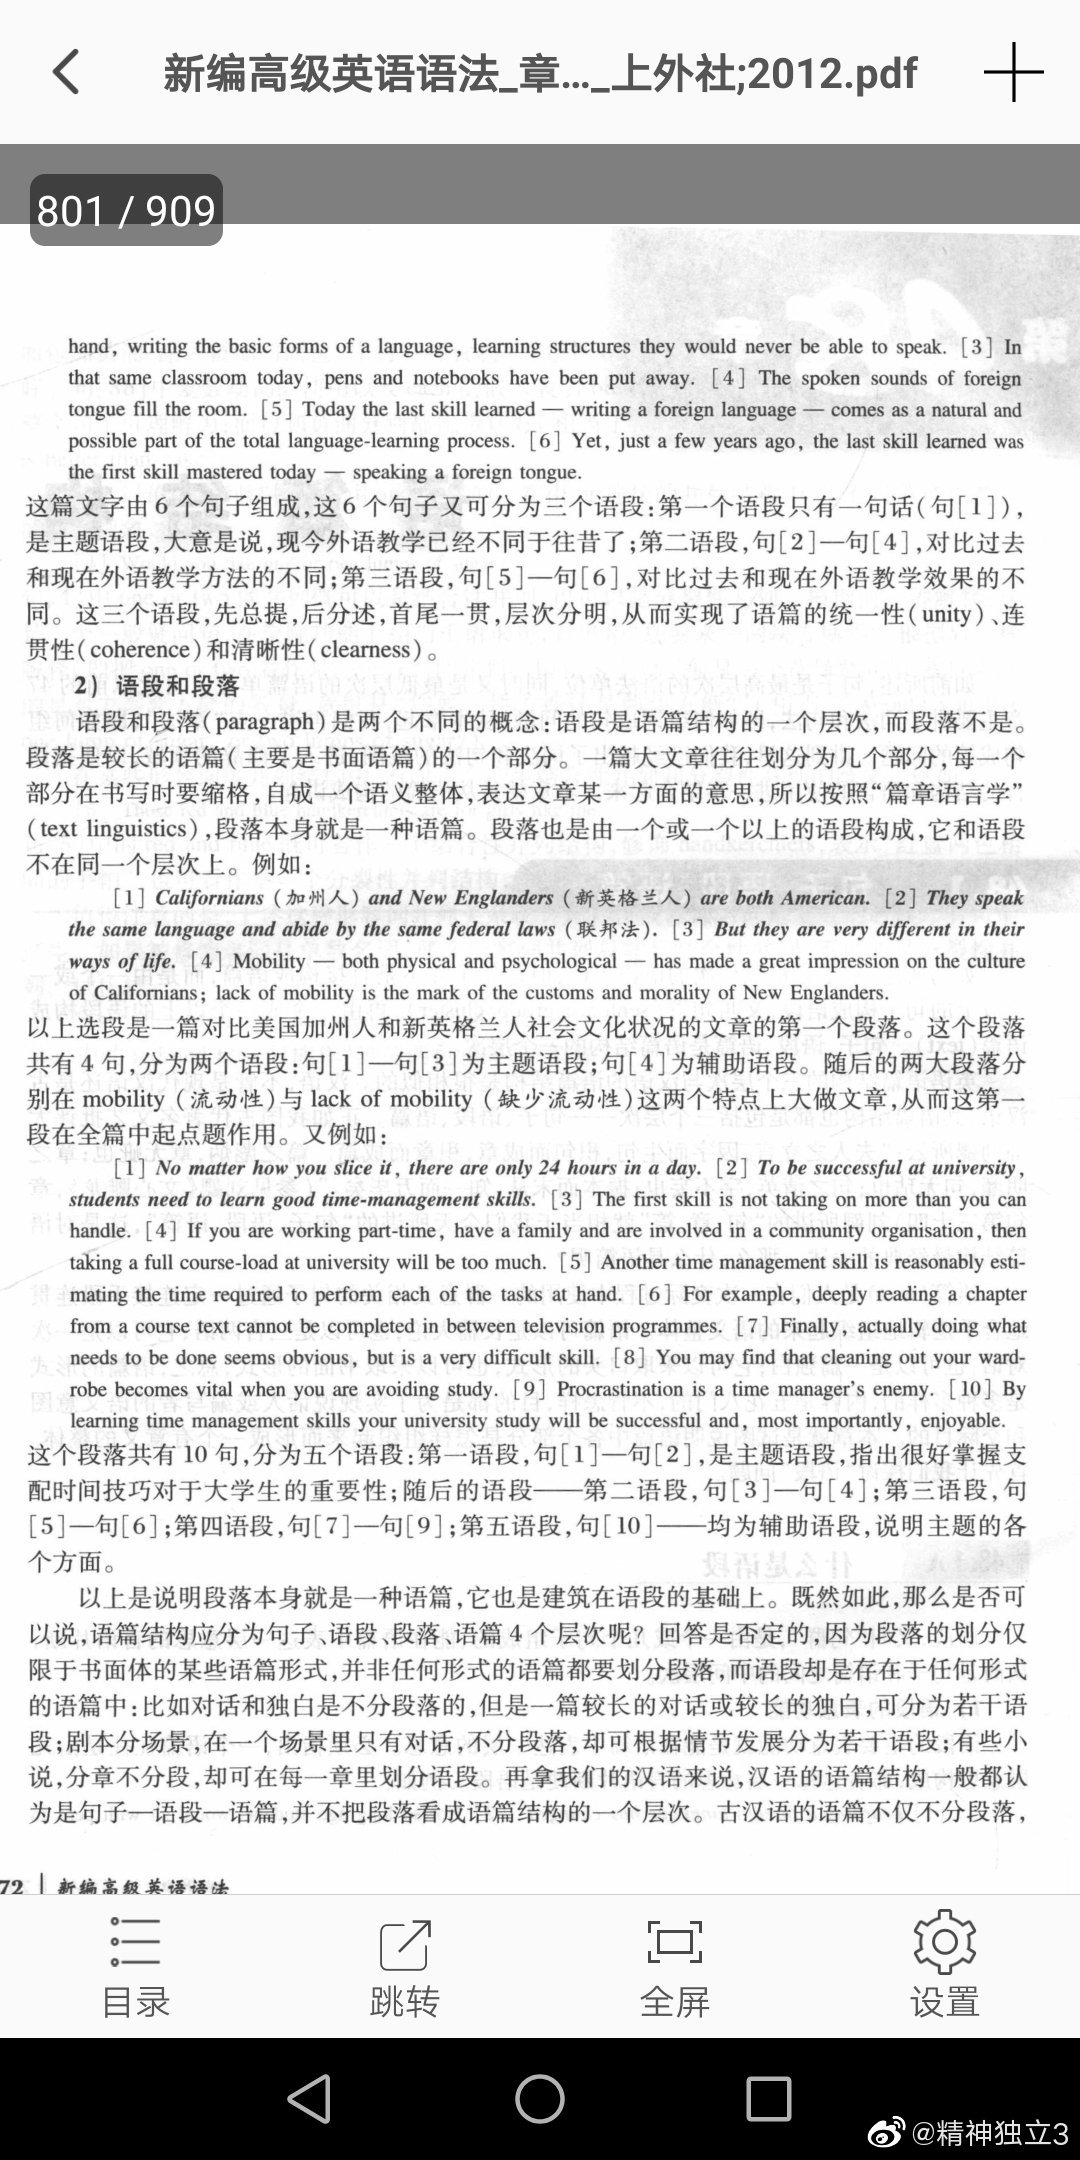 新编高级英语语法_章..._上外社;2012.pdf
801 / 909
hand, writing the basic forms of a language, learning structures they would never be able to speak. [3] In
that same classroom today, pens and notebooks have been put away. [4] The spoken sounds of foreign
tongue fill the room. [5] Today the last skill learned — writing a foreign language — comes as a natural and
possible part of the total language-learning process. [6] Yet, just a few years ago, the last skill learned was
the first skill mastered today — speaking a foreign tongue.
这篇文字由6个句子组成,这6个句子又可分为三个语段:第一个语段只有一句话(句[1]),
是主题语段,大意是说,现今外语教学已经不同于往昔了;第二语段,句[2]—句[4],对比过去
和现在外语教学方法的不同;第三语段,句[5]—句[6],对比过去和现在外语教学效果的不
同。这三个语段,先总提,后分述,首尾一贯,层次分明,从而实现了语篇的统一性(unity)、连
贯性(coherence)和清晰性(clearness)。
2) 语段和段落
语段和段落(paragraph)是两个不同的概念:语段是语篇结构的一个层次,而段落不是。
段落是较长的语篇(主要是书面语篇)的一个部分。一篇大文章往往划分为几个部分,每一个
部分在书写时要缩格,自成一个语义整体,表达文章某一方面的意思,所以按照“篇章语言学”
(text linguistics),段落本身就是一种语篇。段落也是由一个或一个以上的语段构成,它和语段
不在同一个层次上。例如:
[1] Californians (加州人) and New Englanders (新英格兰人) are both American. [2] They speak
the same language and abide by the same federal laws (联邦法). [3] But they are very different in their
ways of life. [4] Mobility — both physical and psychological — has made a great impression on the culture
of Californians; lack of mobility is the mark of the customs and morality of New Englanders.
以上选段是一篇对比美国加州人和新英格兰人社会文化状况的文章的第一个段落。这个段落
共有4句,分为两个语段:句[1]—句[3]为主题语段;句[4]为辅助语段。随后的两大段落分
别在 mobility (流动性)与 lack of mobility (缺少流动性)这两个特点上大做文章,从而这第一
段在全篇中起点题作用。又例如:
[1] No matter how you slice it, there are only 24 hours in a day. [2] To be successful at university,
students need to learn good time-management skills. [3] The first skill is not taking on more than you can
handle. [4] If you are working part-time, have a family and are involved in a community organisation, then
taking a full course-load at university will be too much. [5] Another time management skill is reasonably esti-
mating the time required to perform each of the tasks at hand. [6] For example, deeply reading a chapter
from a course text cannot be completed in between television programmes. [7] Finally, actually doing what
needs to be done seems obvious, but is a very difficult skill. [8] You may find that cleaning out your ward-
robe becomes vital when you are avoiding study. [9] Procrastination is a time manager's enemy. [10] By
learning time management skills your university study will be successful and, most importantly, enjoyable.
这个段落共有10句,分为五个语段:第一语段,句[1]—句[2],是主题语段,指出很好掌握支
配时间技巧对于大学生的重要性;随后的语段——第二语段,句[3]—句[4];第三语段,句
[5]—句[6];第四语段,句[7]—句[9];第五语段,句[10]——均为辅助语段,说明主题的各
个方面。
以上是说明段落本身就是一种语篇,它也是建筑在语段的基础上。既然如此,那么是否可
以说,语篇结构应分为句子、语段、段落、语篇4个层次呢?回答是否定的,因为段落的划分仅
限于书面体的某些语篇形式,并非任何形式的语篇都要划分段落,而语段却是存在于任何形式
的语篇中:比如对话和独白是不分段落的,但是一篇较长的对话或较长的独白,可分为若干语
段;剧本分场景,在一个场景里只有对话,不分段落,却可根据情节发展分为若干语段;有些小
说,分章不分段,却可在每一章里划分语段。再拿我们的汉语来说,汉语的语篇结构一般都认
为是句子—语段—语篇,并不把段落看成语篇结构的一个层次。古汉语的语篇不仅不分段落,
72 | 新编高级英语语法
目录 跳转 全屏 设置
@精神独立3